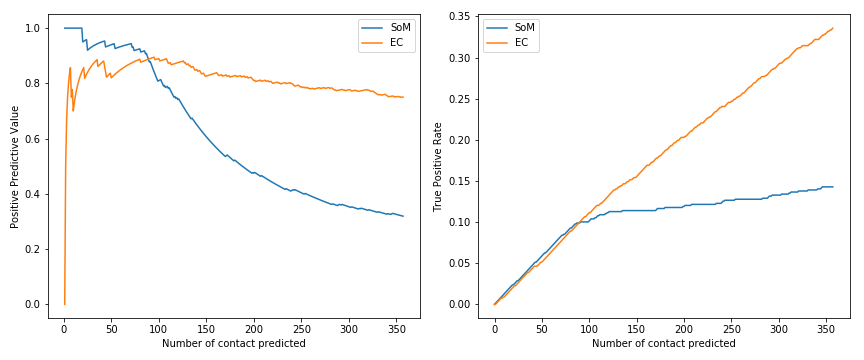 SoM
EC
1.0
0.8
0.6
0.4
0.2
0.0
Positive Predictive Value
0 50 100 150 200 250 300 350
Number of contact predicted
SoM
EC
0.35
0.30
0.25
0.20
0.15
0.10
0.05
0.00
True Positive Rate
0 50 100 150 200 250 300 350
Number of contact predicted